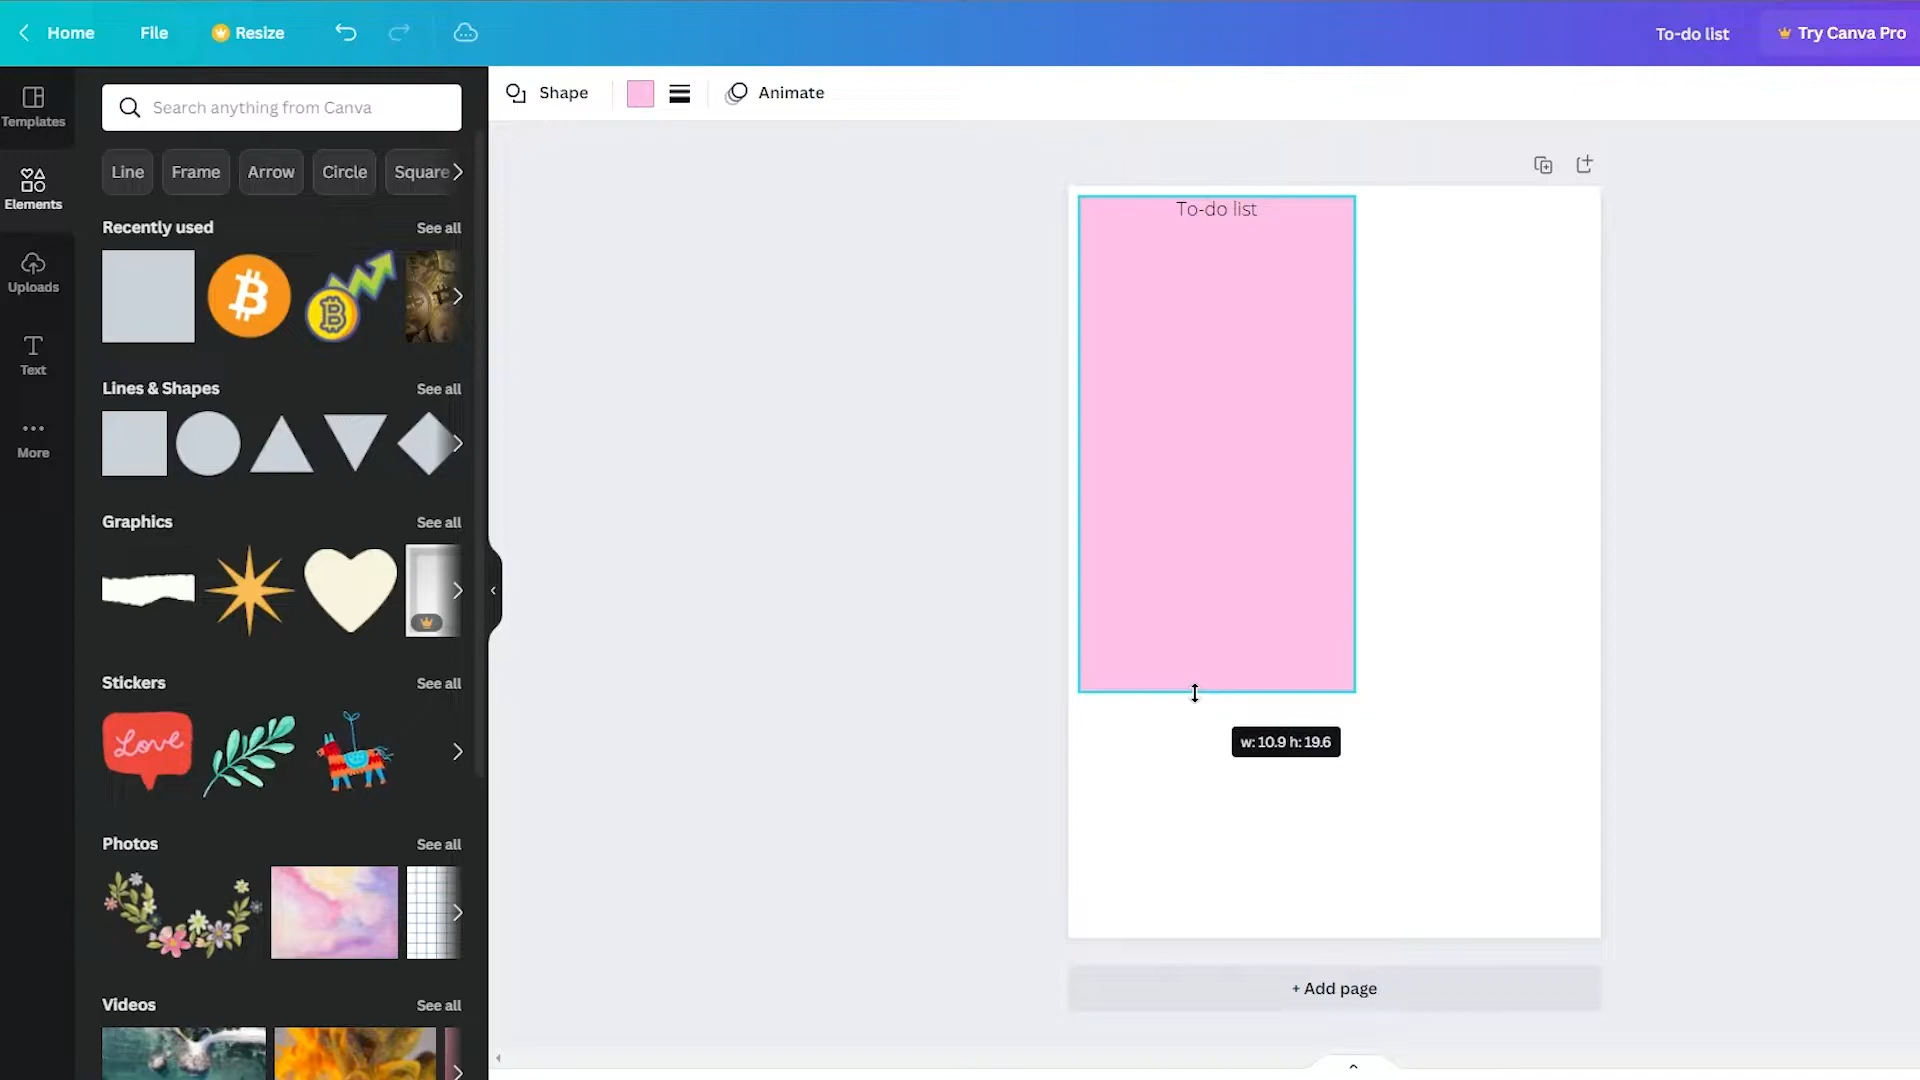 Home
File
Resize
To-do list
Try Canva Pro
Templates
Elements
Uploads
Text
More
Search anything from Canva
Line
Frame
Arrow
Circle
Square
Recently used
See all
Lines & Shapes
See all
Graphics
See all
Stickers
See all
Love
Photos
See all
Videos
See all
Shape
Animate
To-do list
w: 10.9 h: 19.6
+ Add page